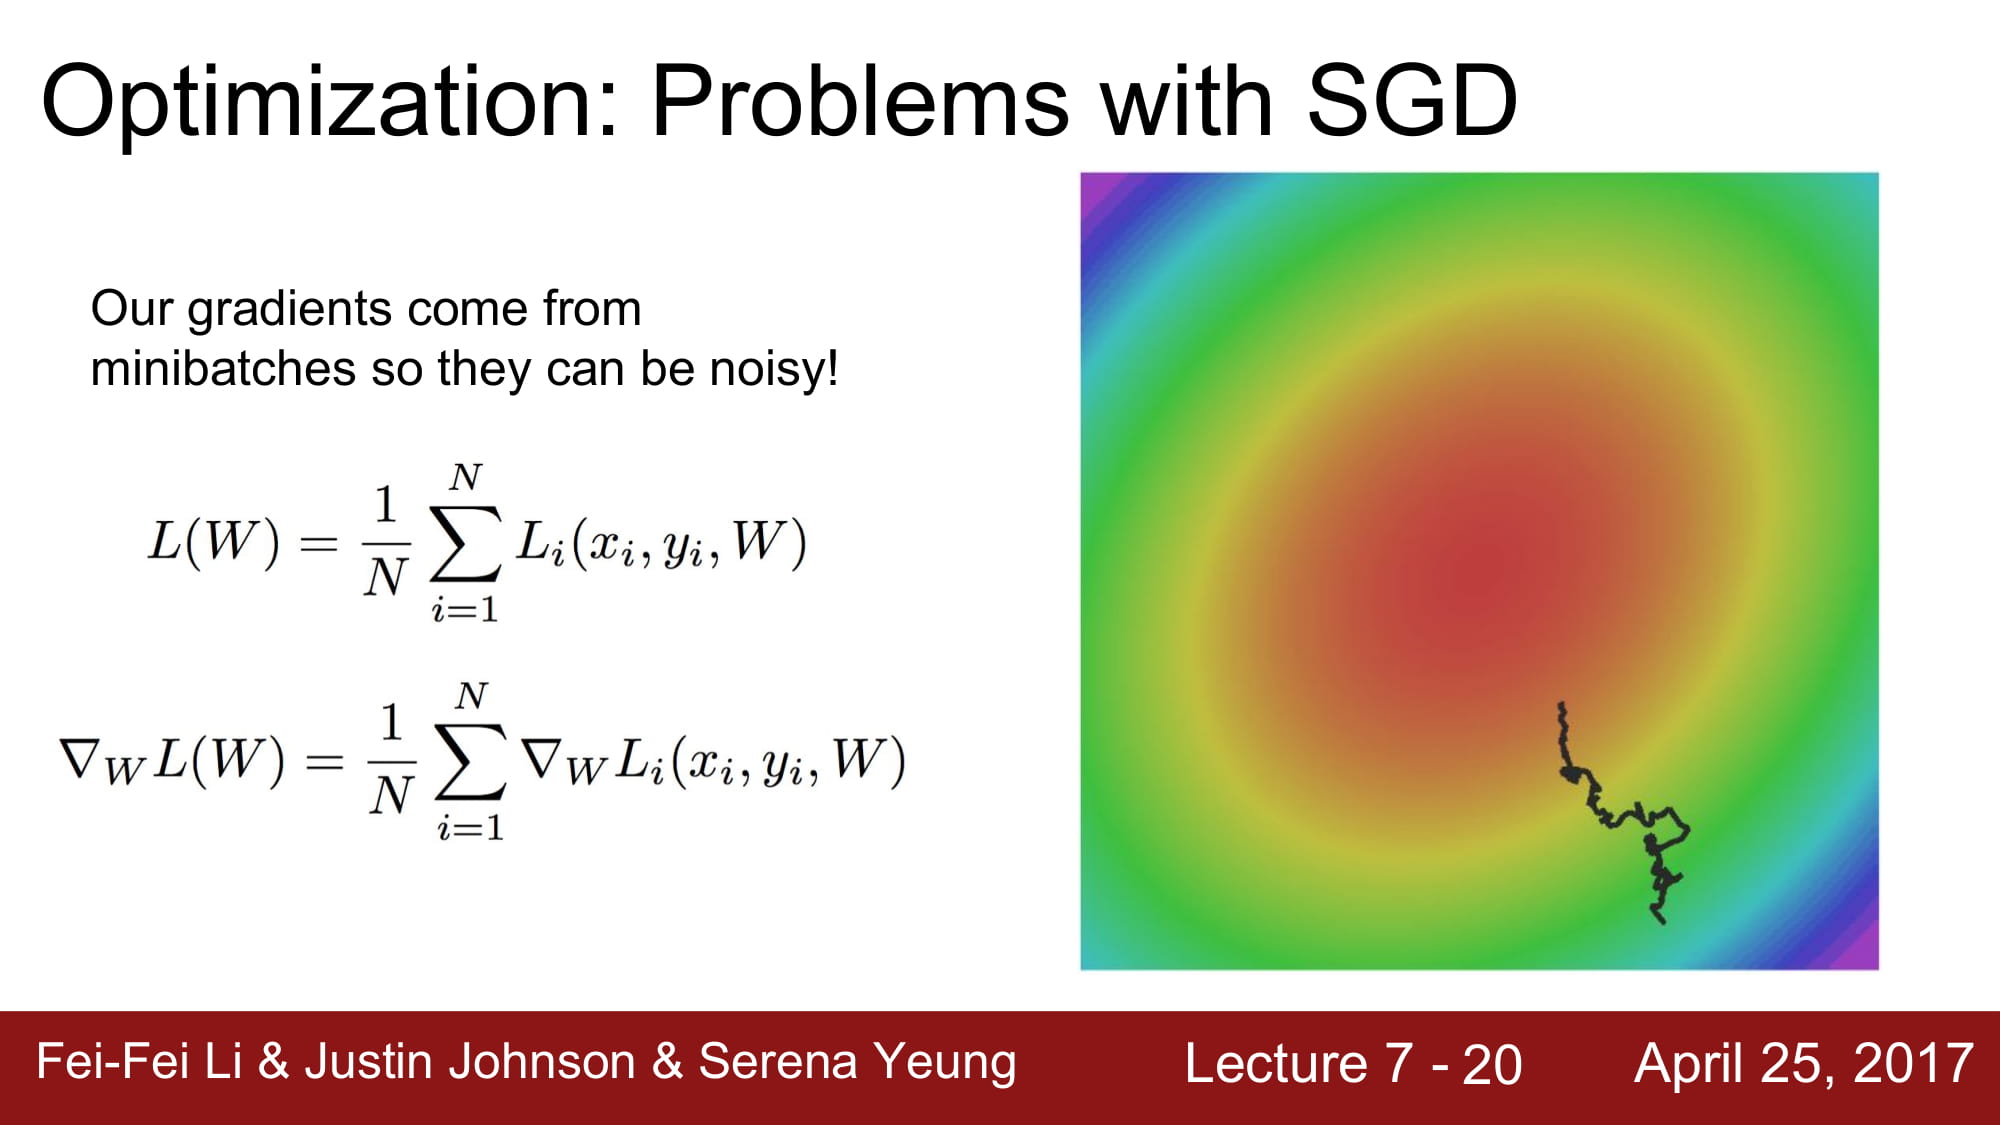 Optimization: Problems with SGD
Our gradients come from
minibatches so they can be noisy!
$L(W) = \frac{1}{N} \sum_{i=1}^{N} L_i(x_i, y_i, W)$
$\nabla_W L(W) = \frac{1}{N} \sum_{i=1}^{N} \nabla_W L_i(x_i, y_i, W)$
Fei-Fei Li & Justin Johnson & Serena Yeung Lecture 7 - 20 April 25, 2017